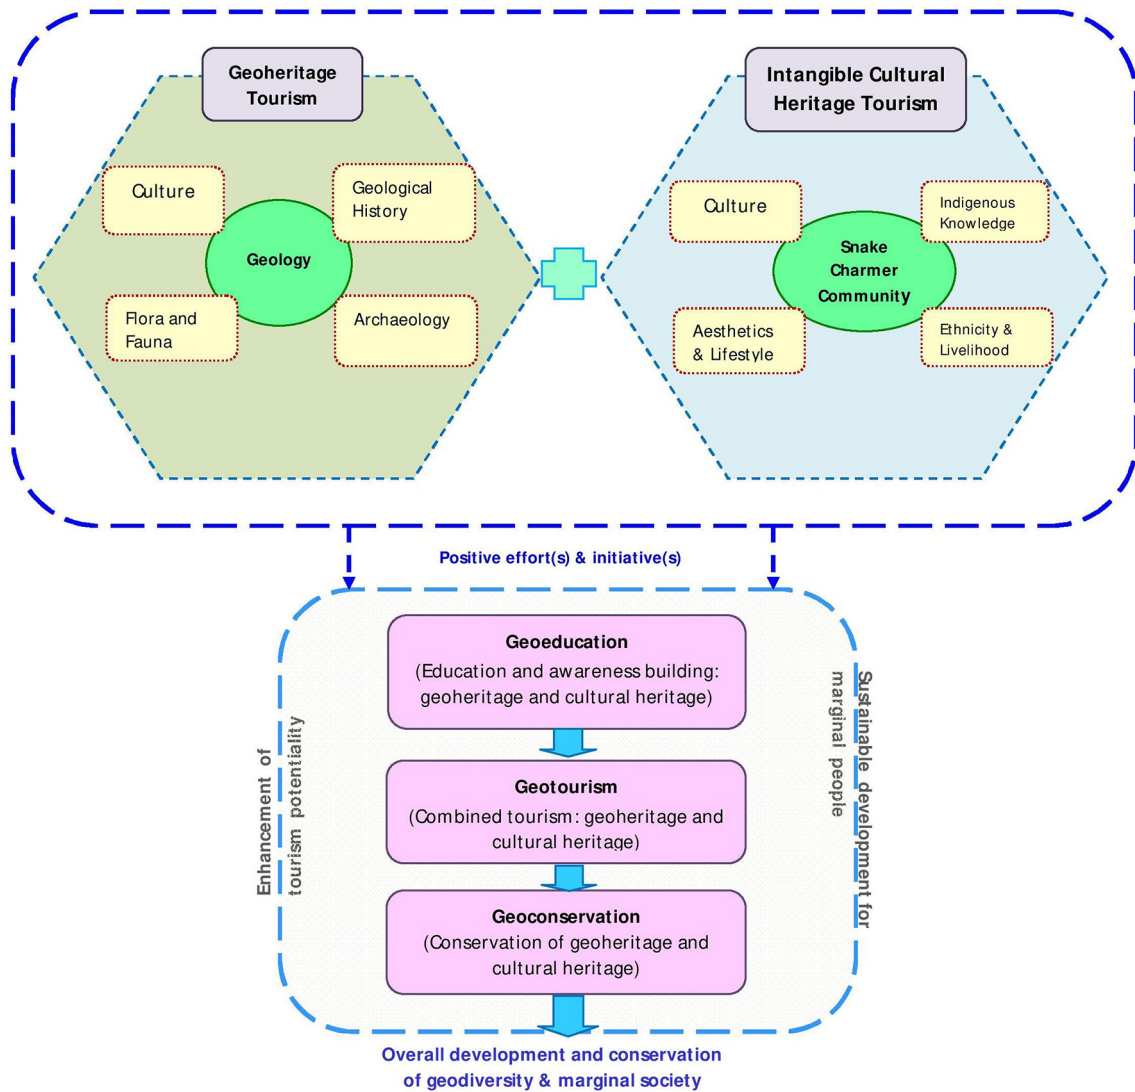 Geoheritage
Tourism
Culture
Geological
History
Geology
Flora and
Fauna
Archaeology
Intangible Cultural
Heritage Tourism
Culture
Indigenous
Knowledge
Snake
Charmer
Community
Aesthetics
& Lifestyle
Ethnicity &
Livelihood
Positive effort(s) & initiative(s)
Enhancement of
tourism potentiality
Geoeducation
(Education and awareness building:
geoheritage and cultural heritage)
Geotourism
(Combined tourism: geoheritage and
cultural heritage)
Geoconservation
(Conservation of geoheritage and
cultural heritage)
Sustainable development for
marginal people
Overall development and conservation
of geodiversity & marginal society